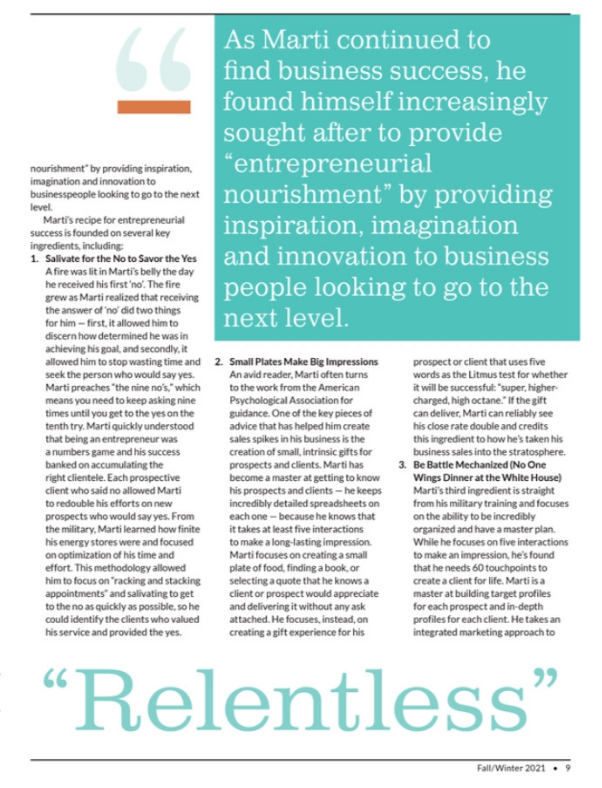 “
As Marti continued to
find business success, he
found himself increasingly
sought after to provide
“entrepreneurial
nourishment” by providing
inspiration, imagination
and innovation to business
people looking to go to the
next level.
nourishment” by providing inspiration,
imagination and innovation to
businesspeople looking to go to the next
level.
Marti’s recipe for entrepreneurial
success is founded on several key
ingredients, including:
1. Salivate for the No to Savor the Yes
A fire was lit in Marti’s belly the day
he received his first ‘no’. The fire
grew as Marti realized that receiving
the answer of ‘no’ did two things
for him — first, it allowed him to
discern how determined he was in
achieving his goal, and secondly, it
allowed him to stop wasting time and
seek the person who would say yes.
Marti preaches “the nine no’s,” which
means you need to keep asking nine
times until you get to the yes on the
tenth try. Marti quickly understood
that being an entrepreneur was
a numbers game and his success
banked on accumulating the
right clientele. Each prospective
client who said no allowed Marti
to redouble his efforts on new
prospects who would say yes. From
the military, Marti learned how finite
his energy stores were and focused
on optimization of his time and
effort. This methodology allowed
him to focus on “racking and stacking
appointments” and salivating to get
to the no as quickly as possible, so he
could identify the clients who valued
his service and provided the yes.
2. Small Plates Make Big Impressions
An avid reader, Marti often turns
to the work from the American
Psychological Association for
guidance. One of the key pieces of
advice that has helped him create
sales spikes in his business is the
creation of small, intrinsic gifts for
prospects and clients. Marti has
become a master at getting to know
his prospects and clients — he keeps
incredibly detailed spreadsheets on
each one — because he knows that
it takes at least five interactions
to make a long-lasting impression.
Marti focuses on creating a small
plate of food, finding a book, or
selecting a quote that he knows a
client or prospect would appreciate
and delivering it without any ask
attached. He focuses, instead, on
creating a gift experience for his
prospect or client that uses five
words as the Litmus test for whether
it will be successful: “super, higher-
charged, high octane.” If the gift
can deliver, Marti can reliably see
his close rate double and credits
this ingredient to how he’s taken his
business sales into the stratosphere.
3. Be Battle Mechanized (No One
Wings Dinner at the White House)
Marti’s third ingredient is straight
from his military training and focuses
on the ability to be incredibly
organized and have a master plan.
While he focuses on five interactions
to make an impression, he’s found
that he needs 60 touchpoints to
create a client for life. Marti is a
master at building target profiles
for each prospect and in-depth
profiles for each client. He takes an
integrated marketing approach to
“Relentless”
Fall/Winter 2021 • 9